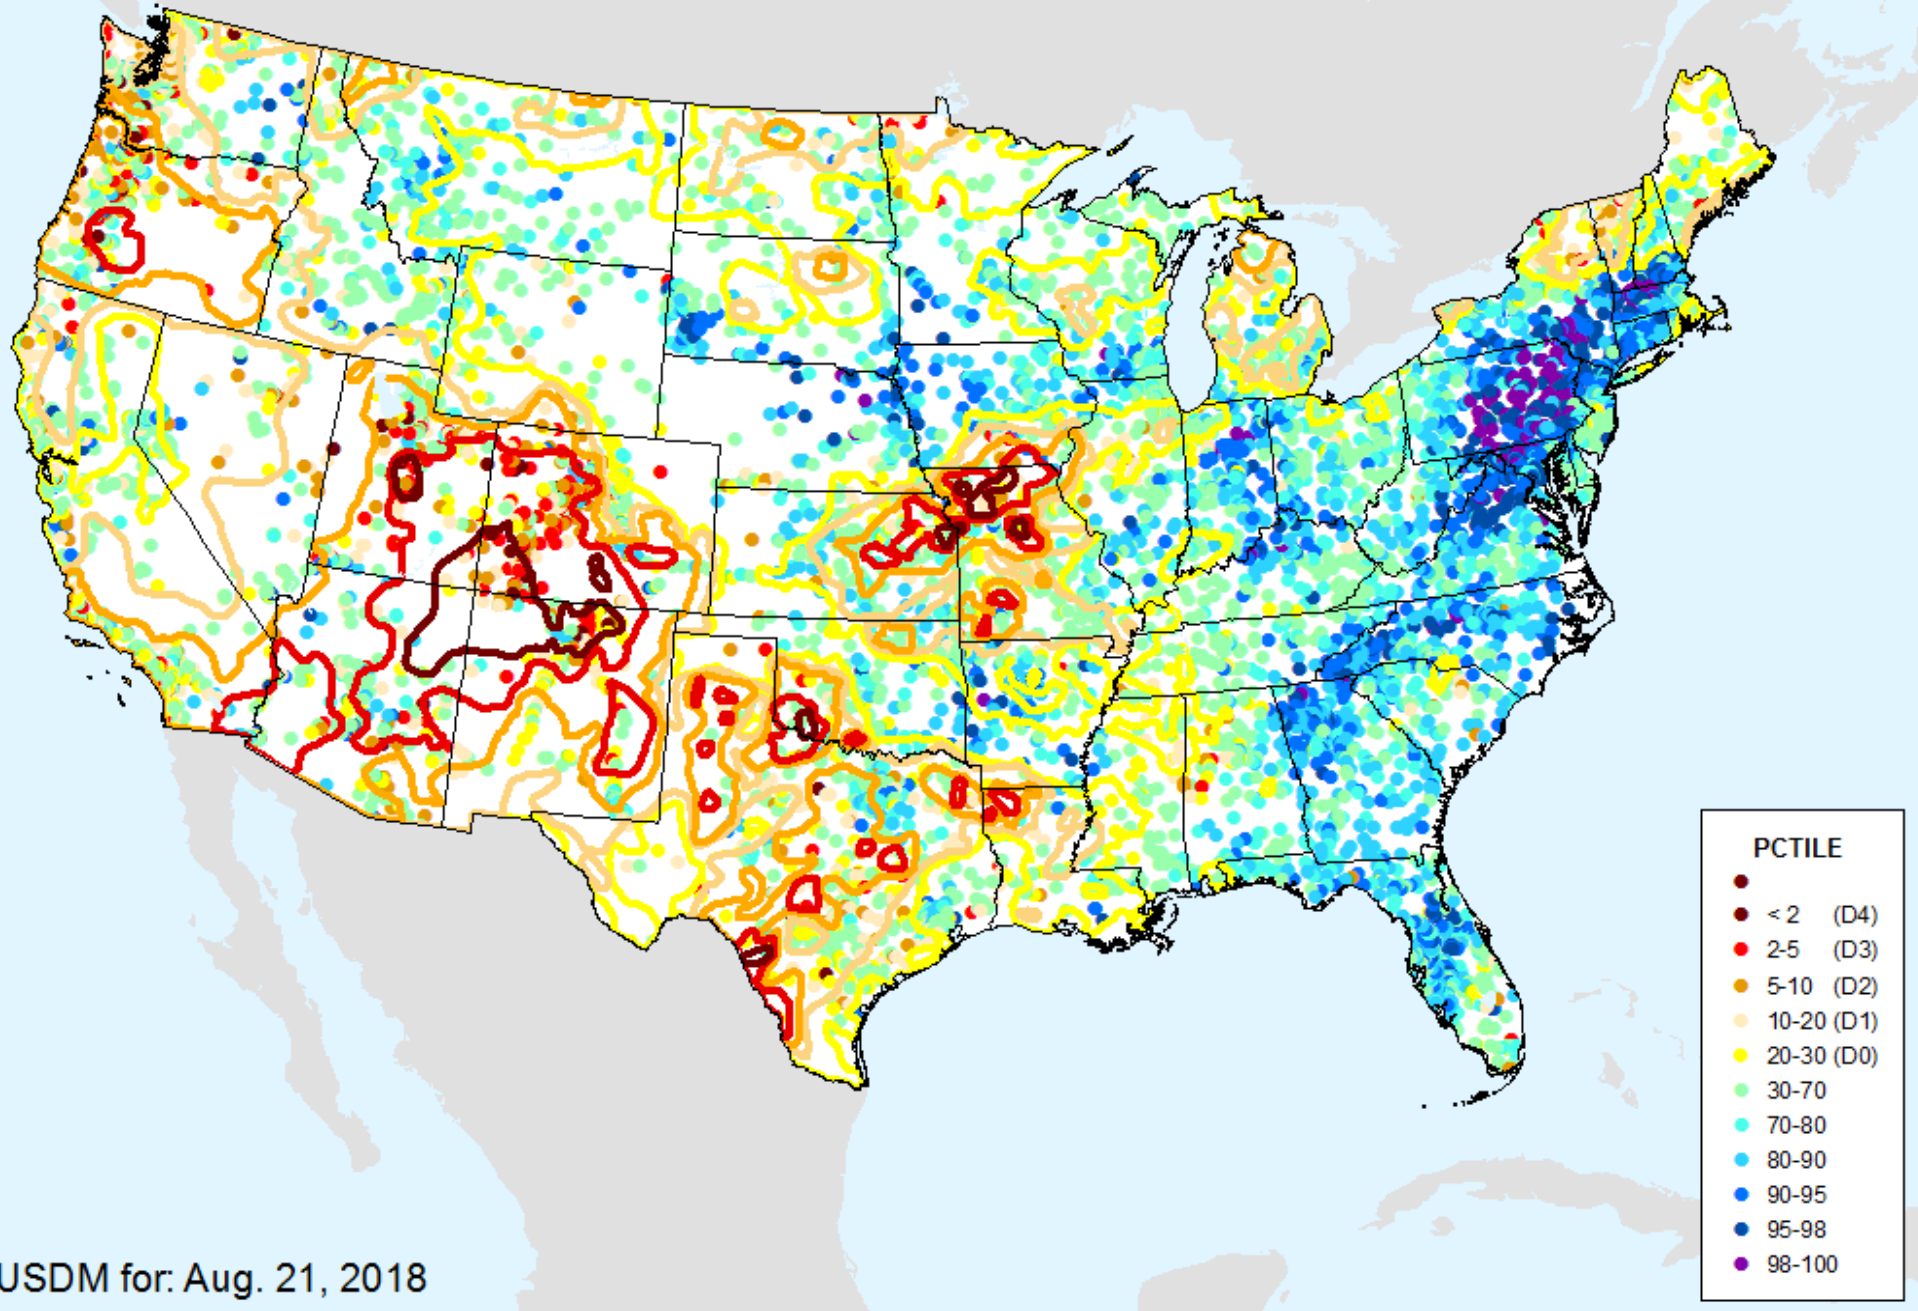 PCTILE
< 2 (D4)
2-5 (D3)
5-10 (D2)
10-20 (D1)
20-30 (D0)
30-70
70-80
80-90
90-95
95-98
98-100
USDM for: Aug. 21, 2018